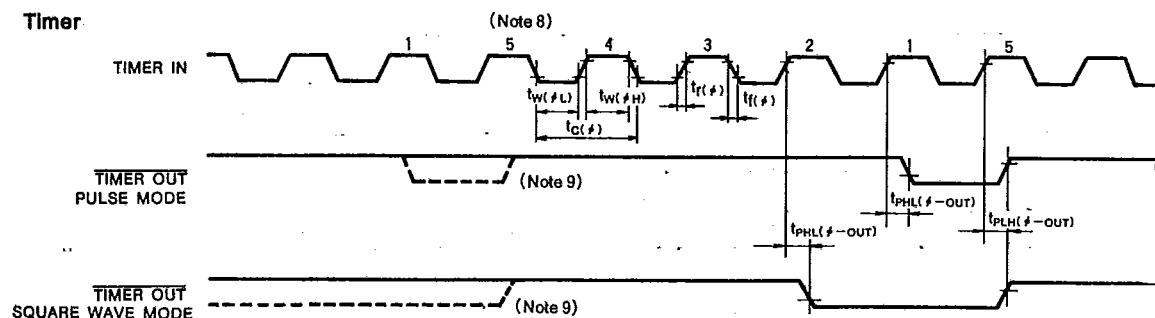 Timer
(Note 8)
1 5 4 3 2 1 5
TIMER IN
tW(φL) tW(φH) tr(φ) tf(φ)
tC(φ)
TIMER OUT
PULSE MODE
(Note 9)
tPHL(φ-OUT) tPLH(φ-OUT)
tPHL(φ-OUT)
TIMER OUT
SQUARE WAVE MODE
(Note 9)